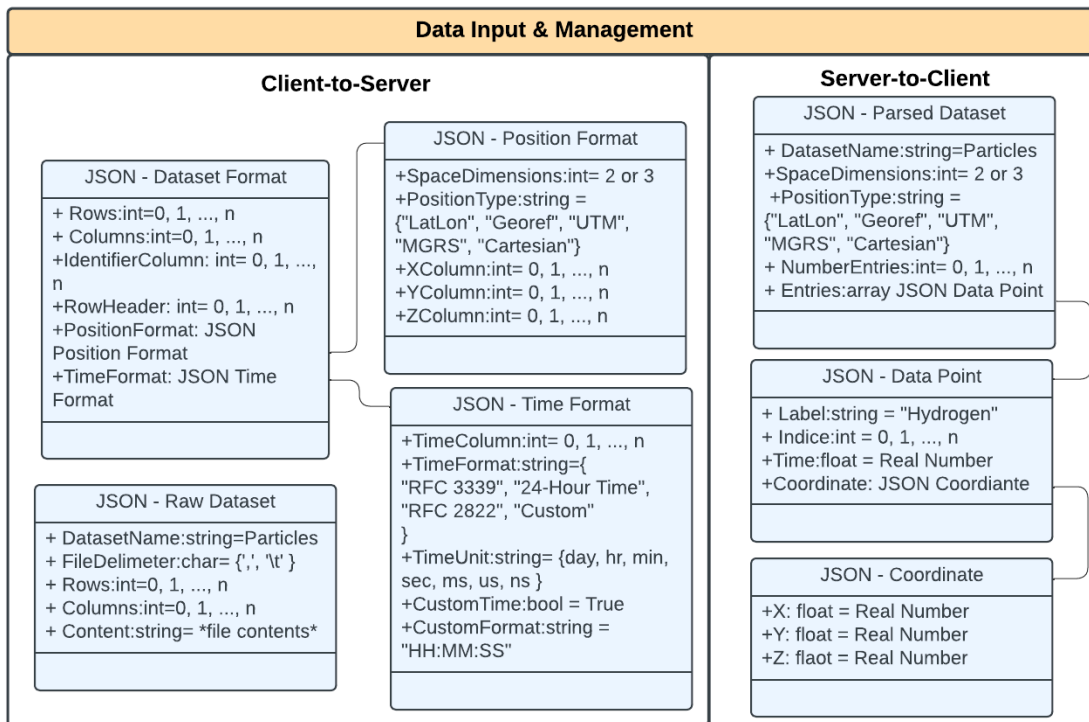 Data Input & Management
Client-to-Server
JSON - Dataset Format
+ Rows:int=0, 1, ..., n
+ Columns:int=0, 1, ..., n
+IdentifierColumn: int= 0, 1, ...,
n
+RowHeader: int= 0, 1, ..., n
+PositionFormat: JSON
Position Format
+TimeFormat: JSON Time
Format
JSON - Position Format
+SpaceDimensions:int= 2 or 3
+PositionType:string =
{"LatLon", "Georef", "UTM",
"MGRS", "Cartesian"}
+XColumn:int= 0, 1, ..., n
+YColumn:int= 0, 1, ..., n
+ZColumn:int= 0, 1, ..., n
JSON - Time Format
+TimeColumn:int= 0, 1, ..., n
+TimeFormat:string={
"RFC 3339", "24-Hour Time",
"RFC 2822", "Custom"
}
+TimeUnit:string= {day, hr, min,
sec, ms, us, ns }
+CustomTime:bool = True
+CustomFormat:string =
"HH:MM:SS"
JSON - Raw Dataset
+ DatasetName:string=Particles
+ FileDelimeter:char= {',', '\t' }
+ Rows:int=0, 1, ..., n
+ Columns:int=0, 1, ..., n
+ Content:string= *file contents*
Server-to-Client
JSON - Parsed Dataset
+ DatasetName:string=Particles
+SpaceDimensions:int= 2 or 3
+PositionType:string =
{"LatLon", "Georef", "UTM",
"MGRS", "Cartesian"}
+ NumberEntries:int= 0, 1, ..., n
+ Entries:array JSON Data Point
JSON - Data Point
+ Label:string = "Hydrogen"
+ Indice:int = 0, 1, ..., n
+Time:float = Real Number
+Coordinate: JSON Coordiante
JSON - Coordinate
+X: float = Real Number
+Y: float = Real Number
+Z: flaot = Real Number